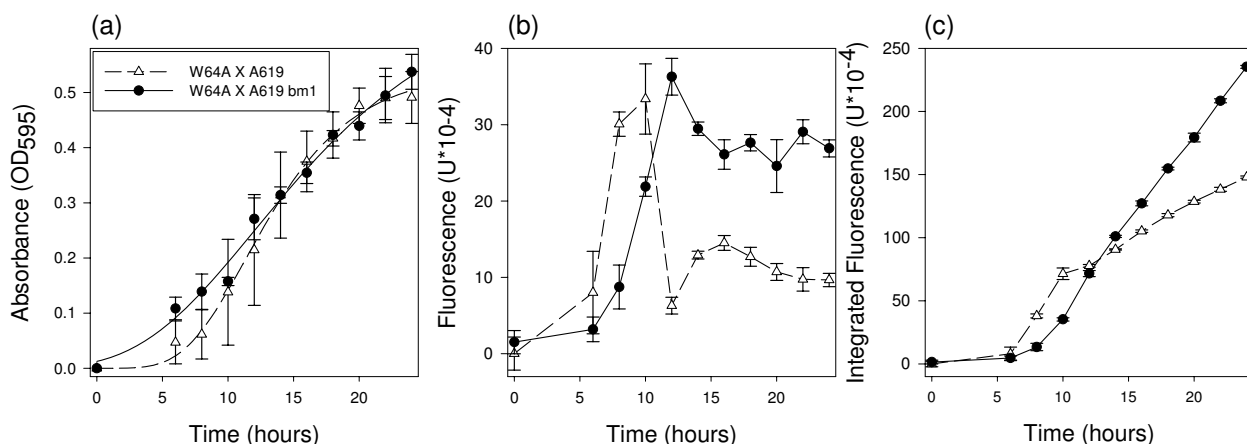 (a)
W64A X A619
W64A X A619 bm1
Absorbance (OD595)
0.5
0.4
0.3
0.2
0.1
0.0
0 5 10 15 20
Time (hours)
(b)
Fluorescence (U*10-4)
40
30
20
10
0
0 5 10 15 20
Time (hours)
(c)
Integrated Fluorescence (U*10-4)
250
200
150
100
50
0
0 5 10 15 20
Time (hours)